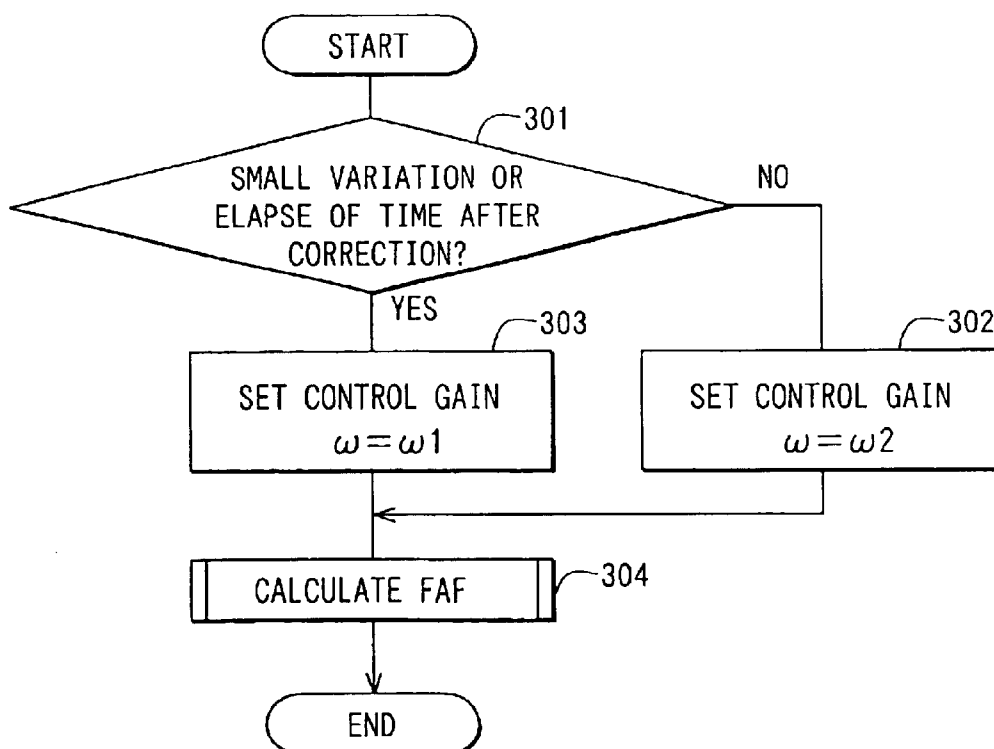 START
301
SMALL VARIATION OR
ELAPSE OF TIME AFTER
CORRECTION?
NO
YES
303
SET CONTROL GAIN
ω=ω1
302
SET CONTROL GAIN
ω=ω2
CALCULATE FAF
304
END